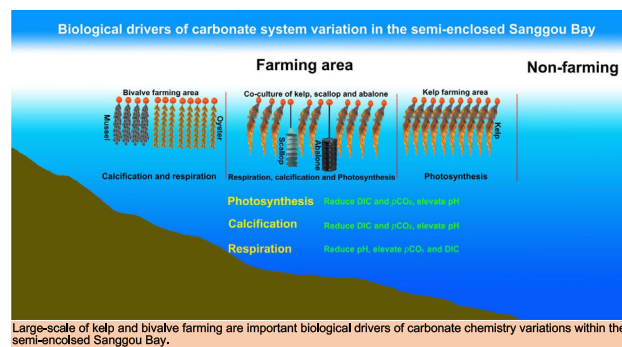 Biological drivers of carbonate system variation in the semi-enclosed Sanggou Bay
Farming area
Non-farming
Bivalve farming area
Co-culture of kelp, scallop and abalone
Kelp farming area
Mussel
Oyster
Scallop
Abalone
Kelp
Calcification and respiration
Respiration, calcification and Photosynthesis
Photosynthesis
Photosynthesis Reduce DIC and pCO₂, elevate pH
Calcification Reduce DIC and pCO₂, elevate pH
Respiration Reduce pH, elevate pCO₂ and DIC
Large-scale of kelp and bivalve farming are important biological drivers of carbonate chemistry variations within the
semi-encolsed Sanggou Bay.